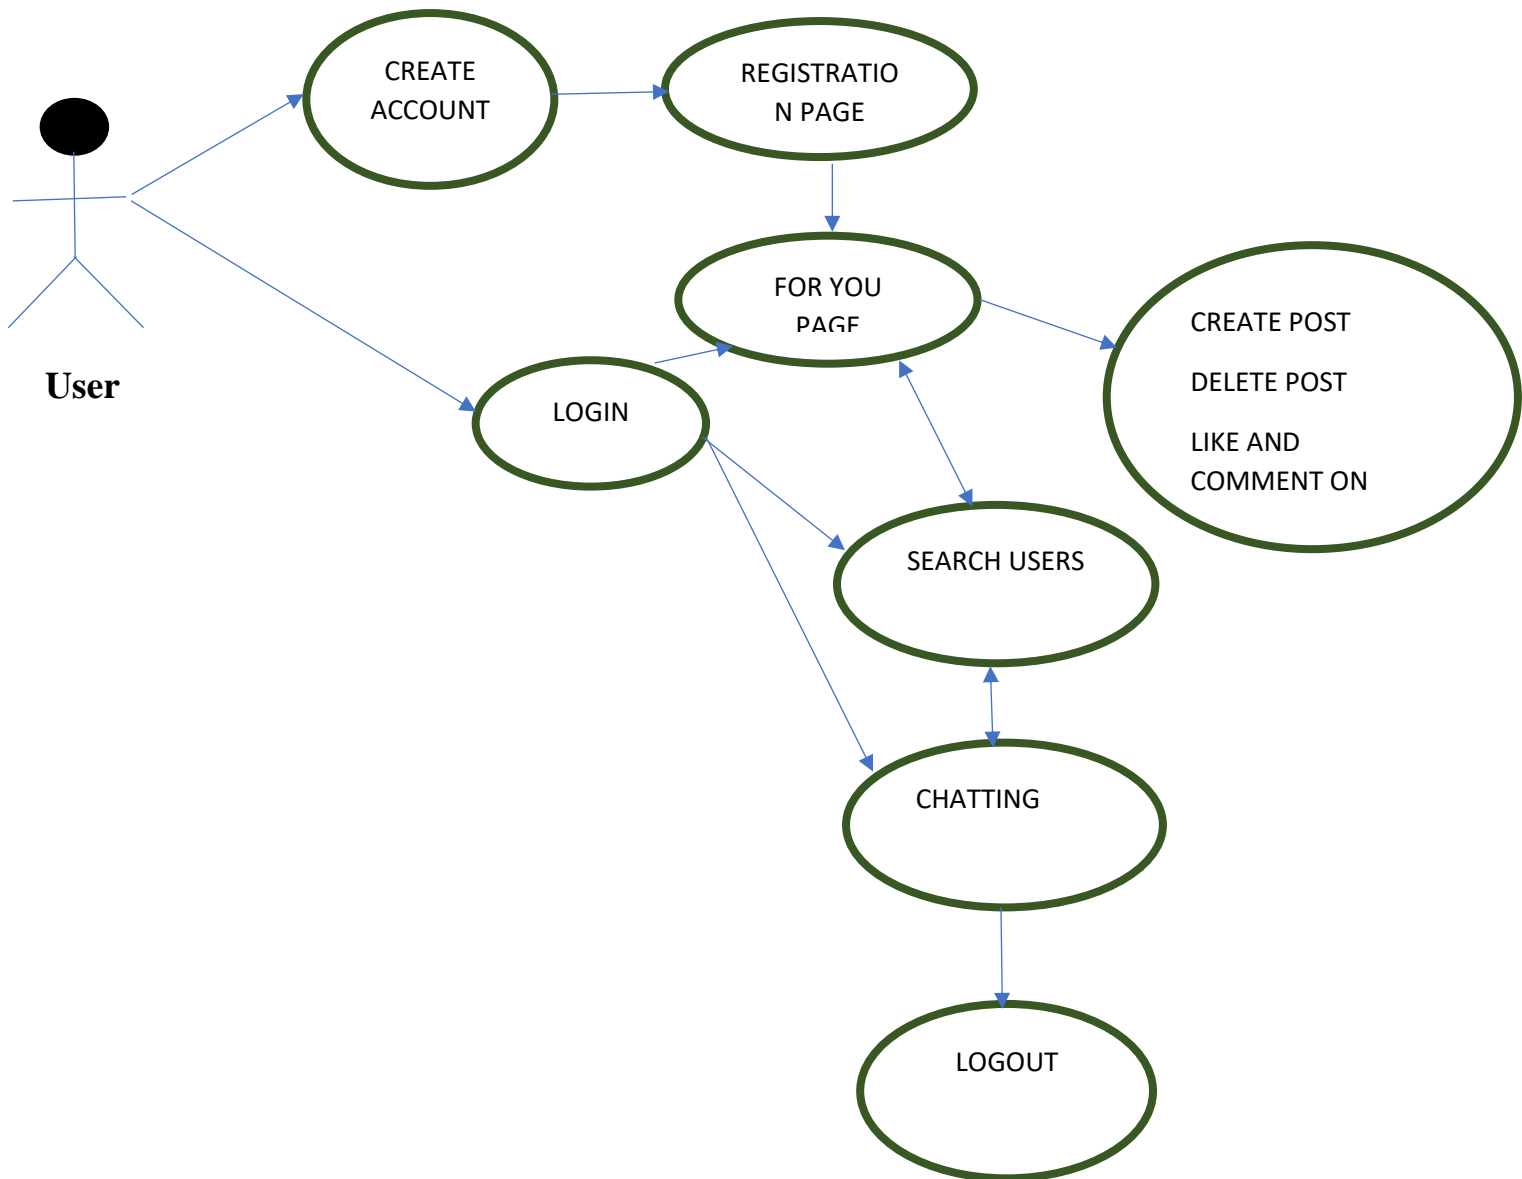 CREATE
ACCOUNT
REGISTRATIO
N PAGE
FOR YOU
PAGE
CREATE POST
DELETE POST
LIKE AND
COMMENT ON
User
LOGIN
SEARCH USERS
CHATTING
LOGOUT